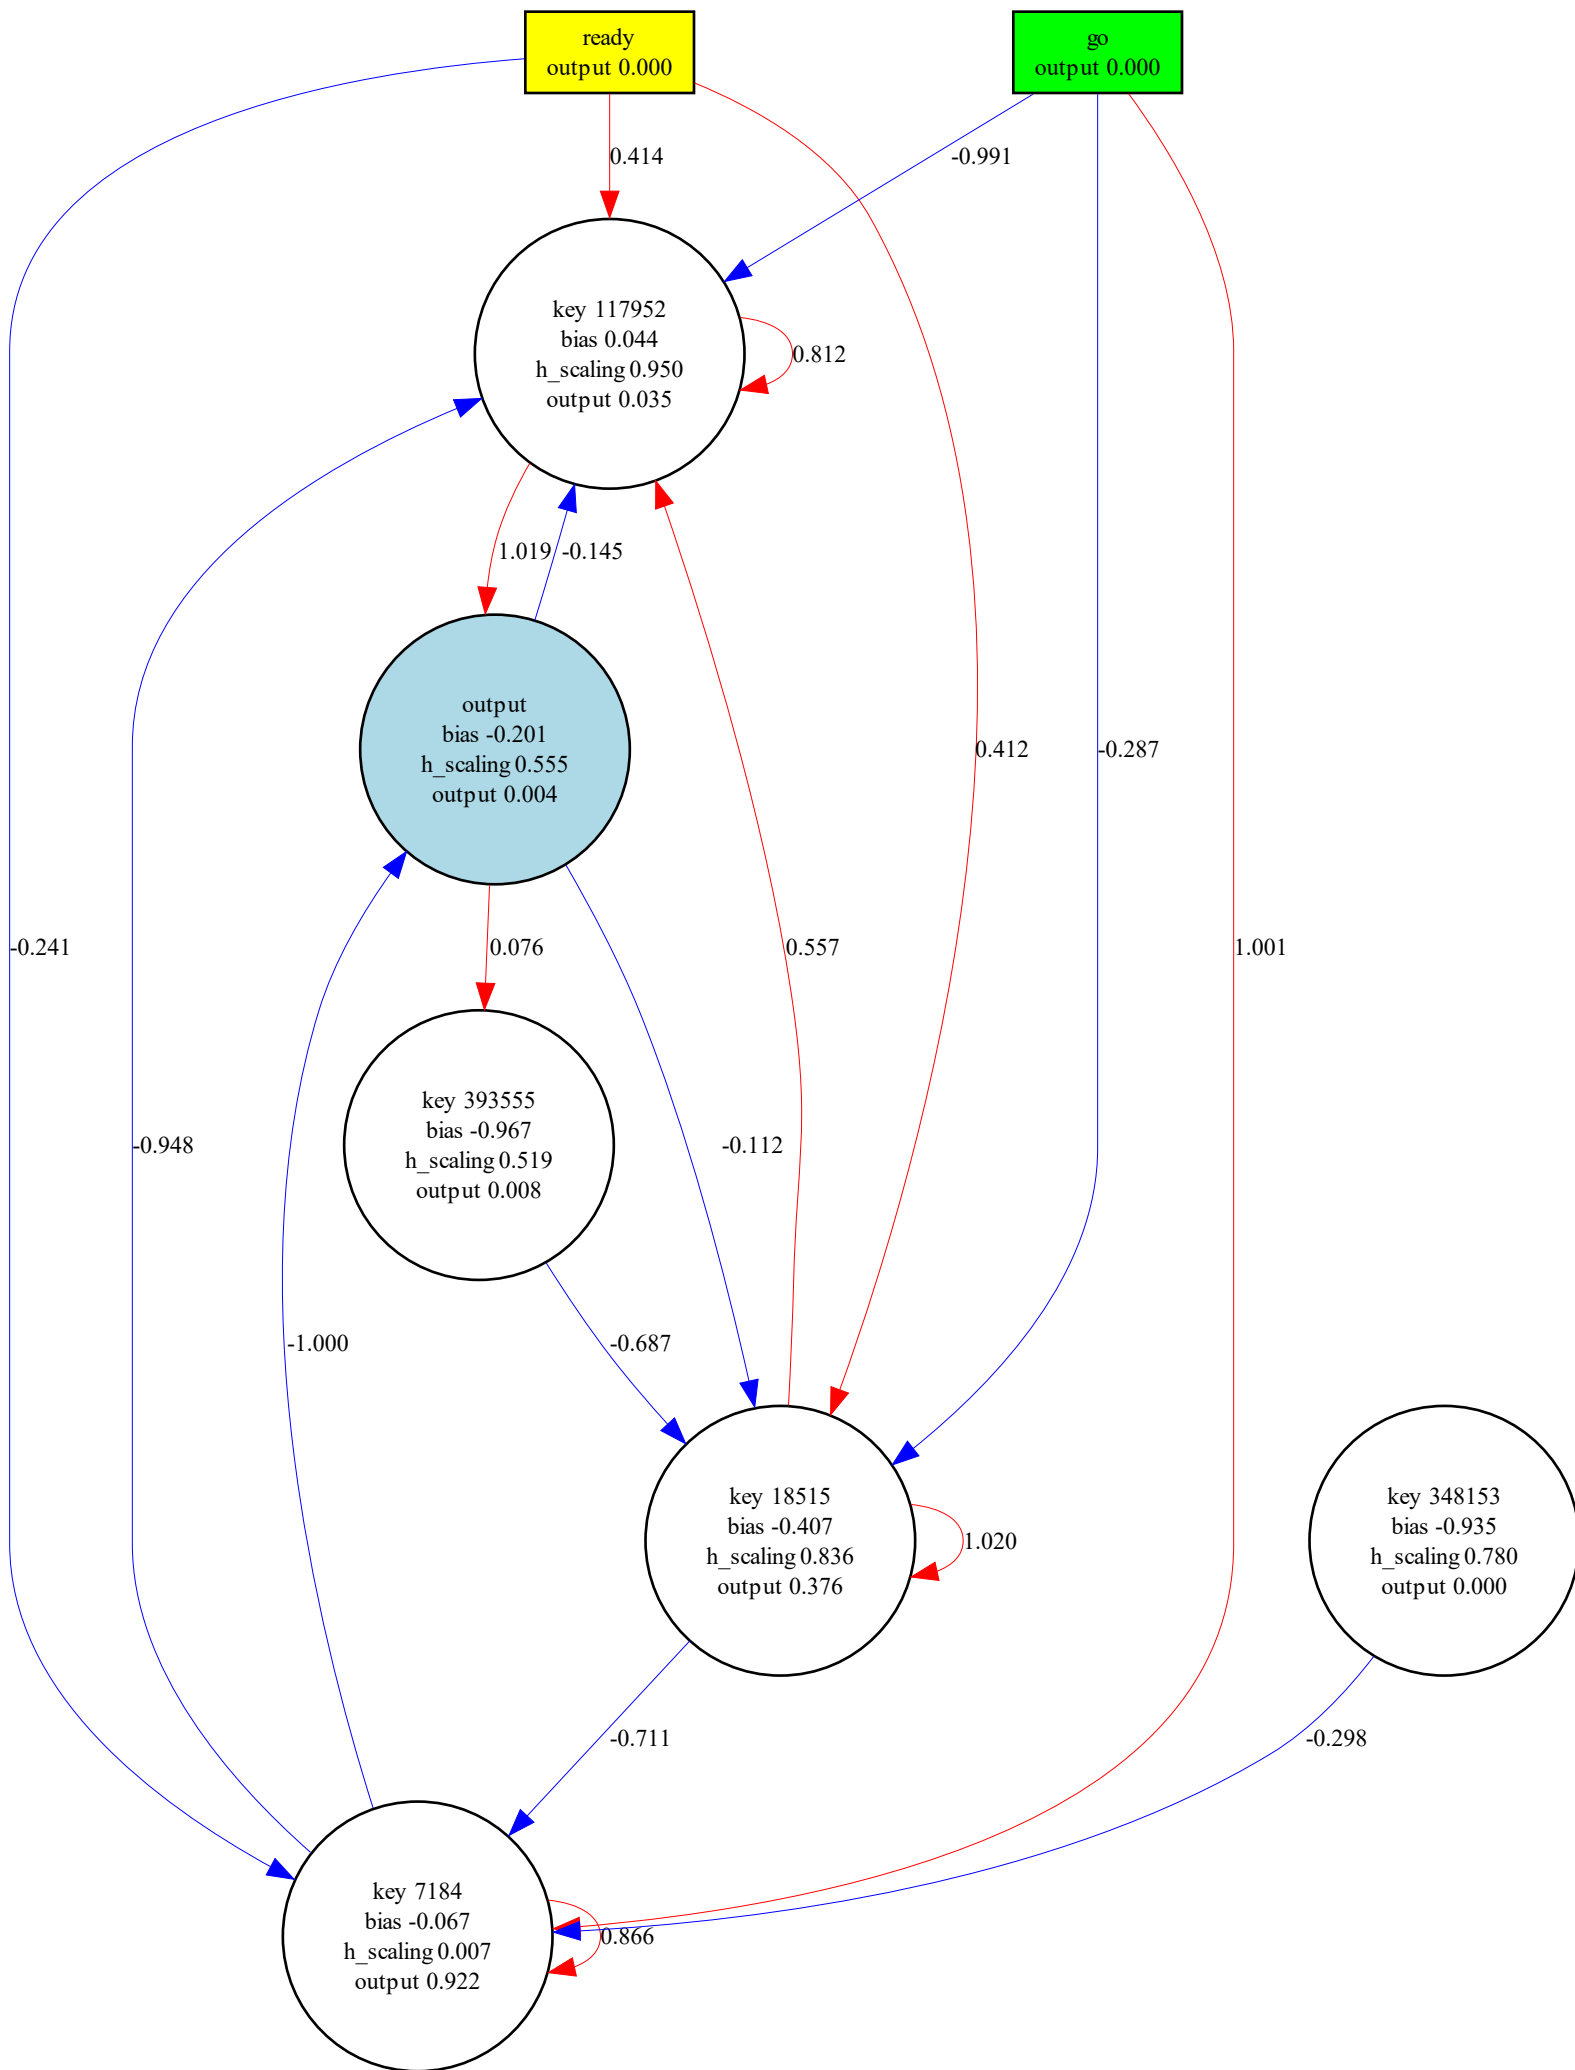 ready
output 0.000
go
output 0.000
0.414
-0.991
key 117952
bias 0.044
h_scaling 0.950
output 0.035
0.812
1.019
-0.145
output
bias -0.201
h_scaling 0.555
output 0.004
0.412
-0.287
-0.241
0.076
0.557
1.001
key 393555
bias -0.967
h_scaling 0.519
output 0.008
-0.948
-0.112
-1.000
-0.687
key 18515
bias -0.407
h_scaling 0.836
output 0.376
1.020
key 348153
bias -0.935
h_scaling 0.780
output 0.000
-0.711
-0.298
key 7184
bias -0.067
h_scaling 0.007
output 0.922
0.866